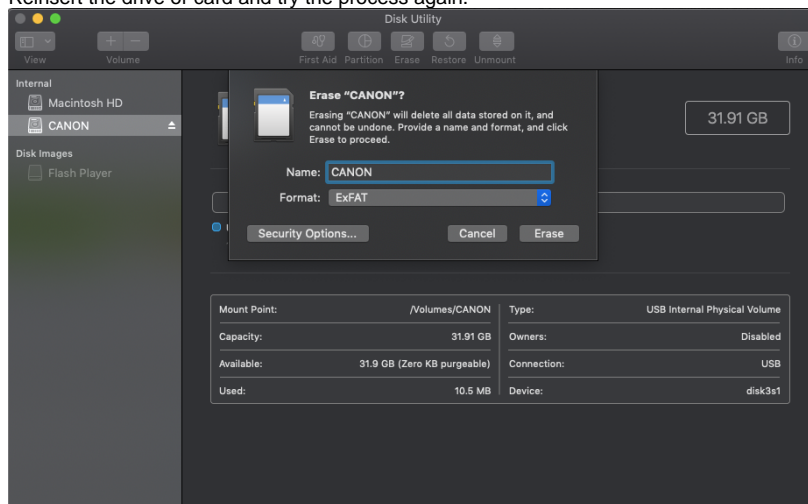 Reinsert the drive or card and try the process again.
Disk Utility
View
Volume
First Aid
Partition
Erase
Restore
Unmount
Info
Internal
Macintosh HD
CANON
Disk Images
Flash Player
Erase “CANON”?
Erasing “CANON” will delete all data stored on it, and
cannot be undone. Provide a name and format, and click
Erase to proceed.
Name: CANON
Format: ExFAT
Security Options...
Cancel
Erase
31.91 GB
Mount Point: /Volumes/CANON
Type: USB Internal Physical Volume
Capacity: 31.91 GB
Owners: Disabled
Available: 31.9 GB (Zero KB purgeable)
Connection: USB
Used: 10.5 MB
Device: disk3s1